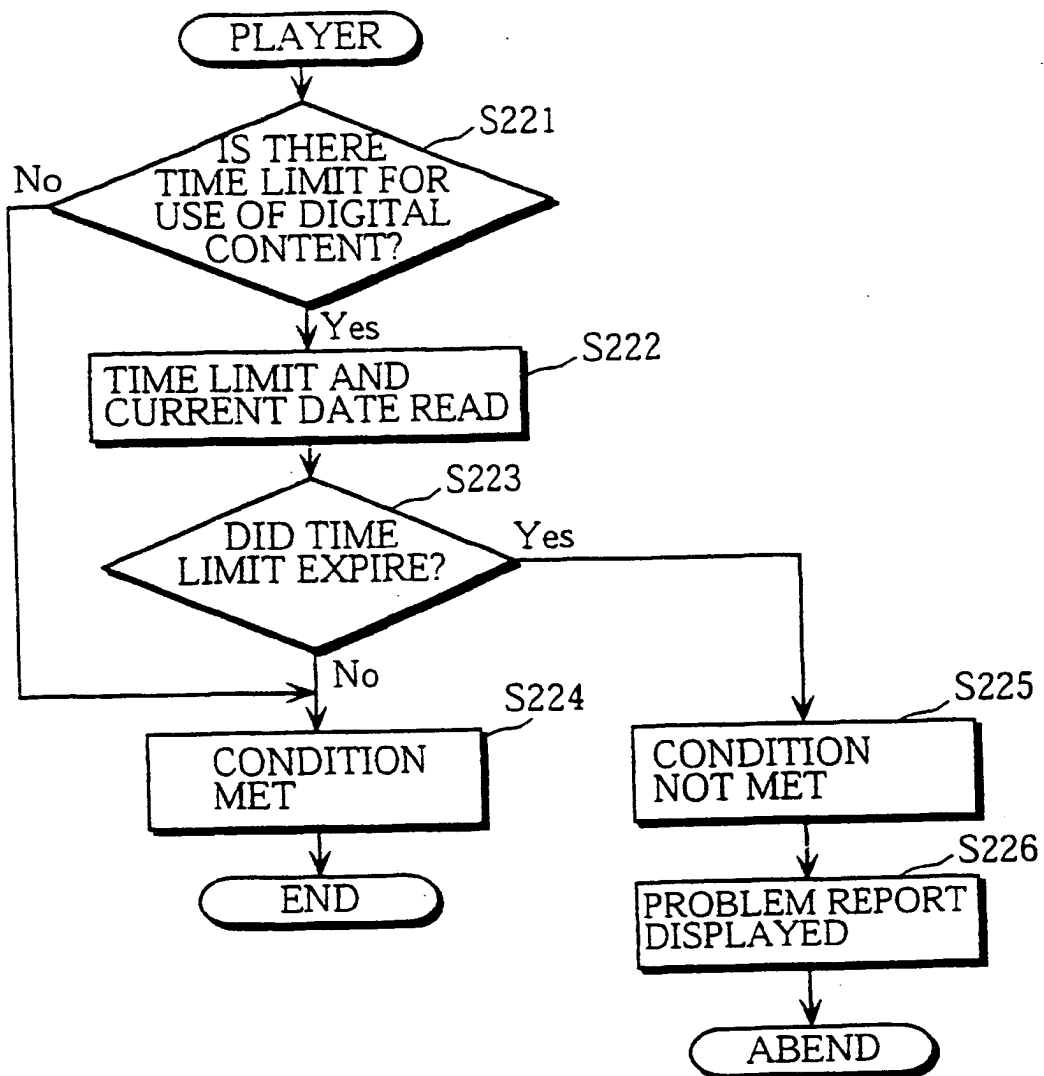 PLAYER
S221
IS THERE
TIME LIMIT FOR
USE OF DIGITAL
CONTENT?
No
Yes
S222
TIME LIMIT AND
CURRENT DATE READ
S223
DID TIME
LIMIT EXPIRE?
Yes
No
S224
CONDITION
MET
END
S225
CONDITION
NOT MET
S226
PROBLEM REPORT
DISPLAYED
ABEND